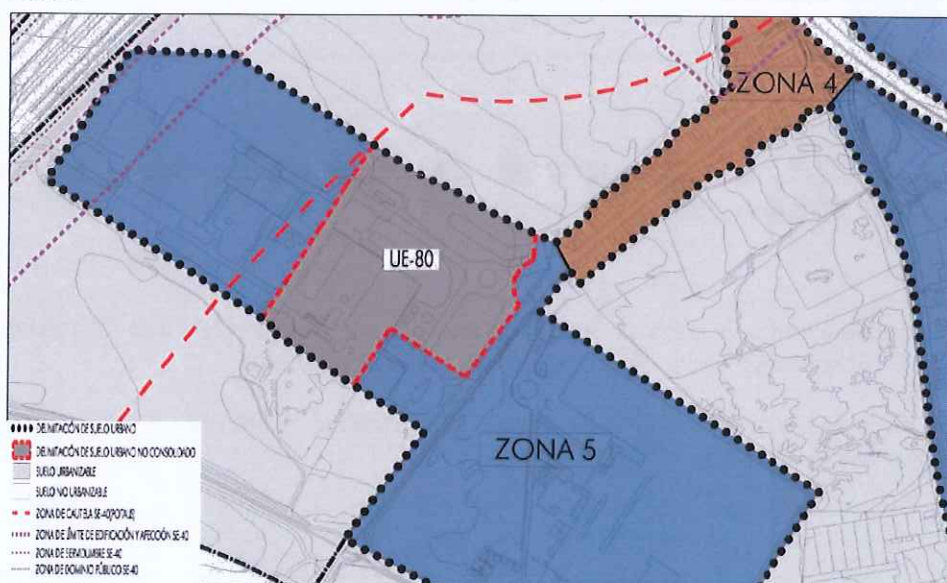 ZONA 4
UE-80
ZONA 5
DELIMITACIÓN DE SUELO URBANO
DELIMITACIÓN DE SUELO URBANO NO CONSOLIDADO
SUELO URBANIZABLE
SUELO NO URBANIZABLE
ZONA DE CAUTELA SE-40(POTAUS)
ZONA DE LÍMITE DE EDIFICACIÓN Y AFECCIÓN SE-40
ZONA DE SERVIDUMBRE SE-40
ZONA DE DOMINIO PÚBLICO SE-40